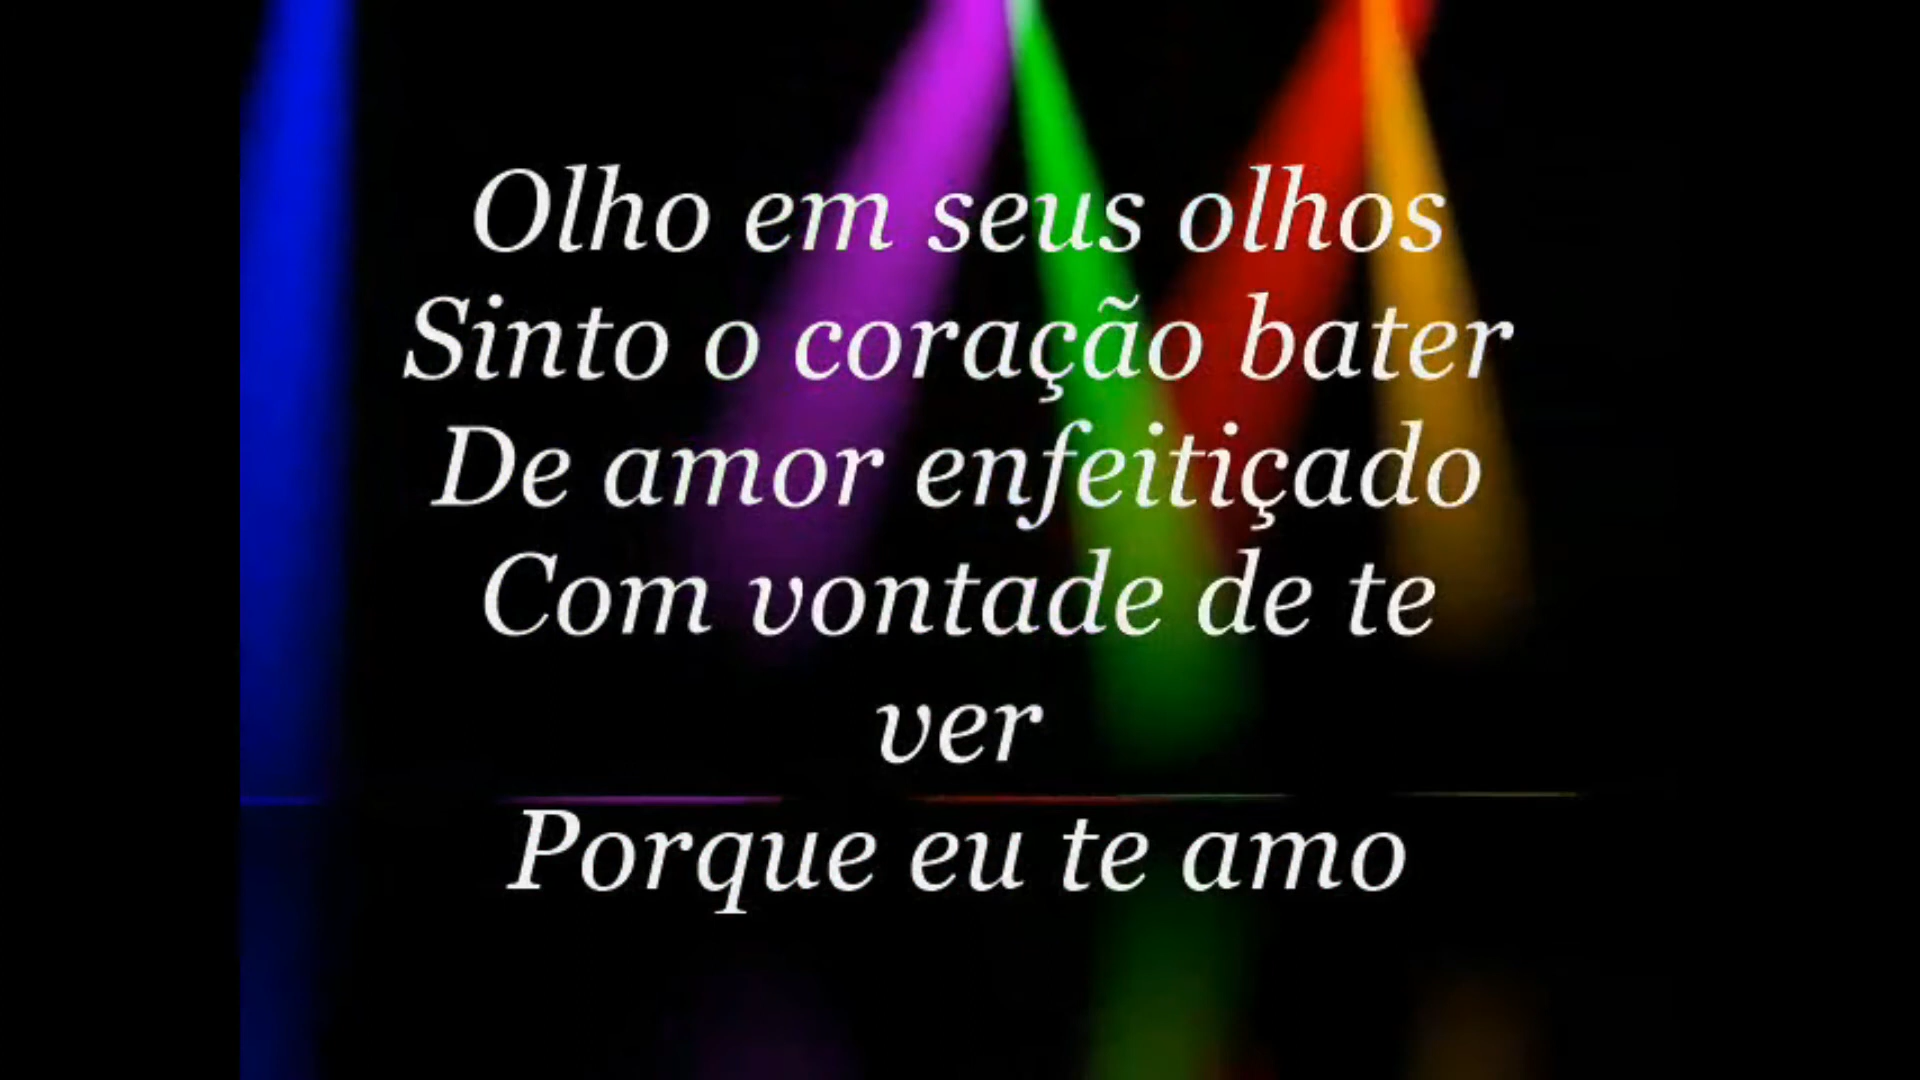 Olho em seus olhos
Sinto o coração bater
De amor enfeitiçado
Com vontade de te
ver
Porque eu te amo